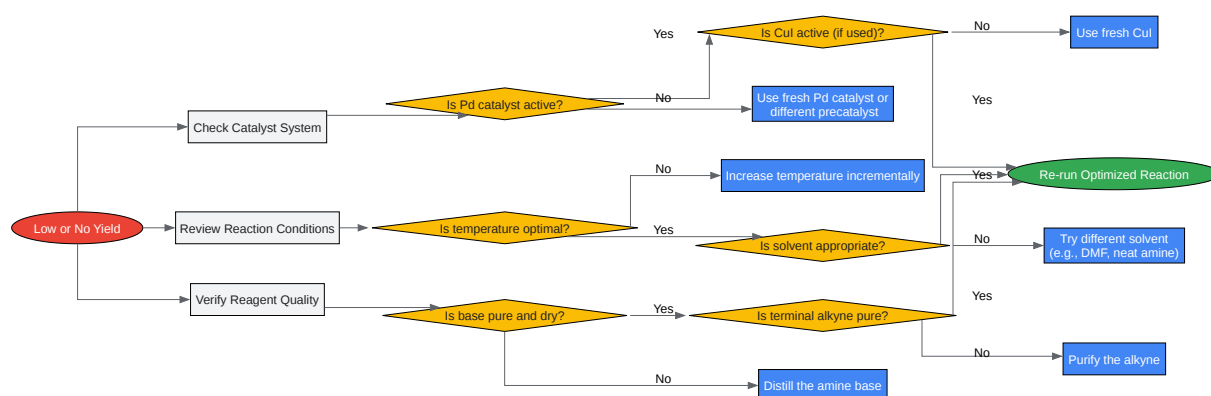 Yes
Is CuI active (if used)?
No
Use fresh CuI
Is Pd catalyst active?
No
Use fresh Pd catalyst or
different precatalyst
Yes
Check Catalyst System
No
Increase temperature incrementally
Yes
Re-run Optimized Reaction
Low or No Yield
Review Reaction Conditions
Is temperature optimal?
Yes
Is solvent appropriate?
No
Try different solvent
(e.g., DMF, neat amine)
Verify Reagent Quality
Is base pure and dry?
Yes
Is terminal alkyne pure?
Yes
No
Purify the alkyne
No
Distill the amine base